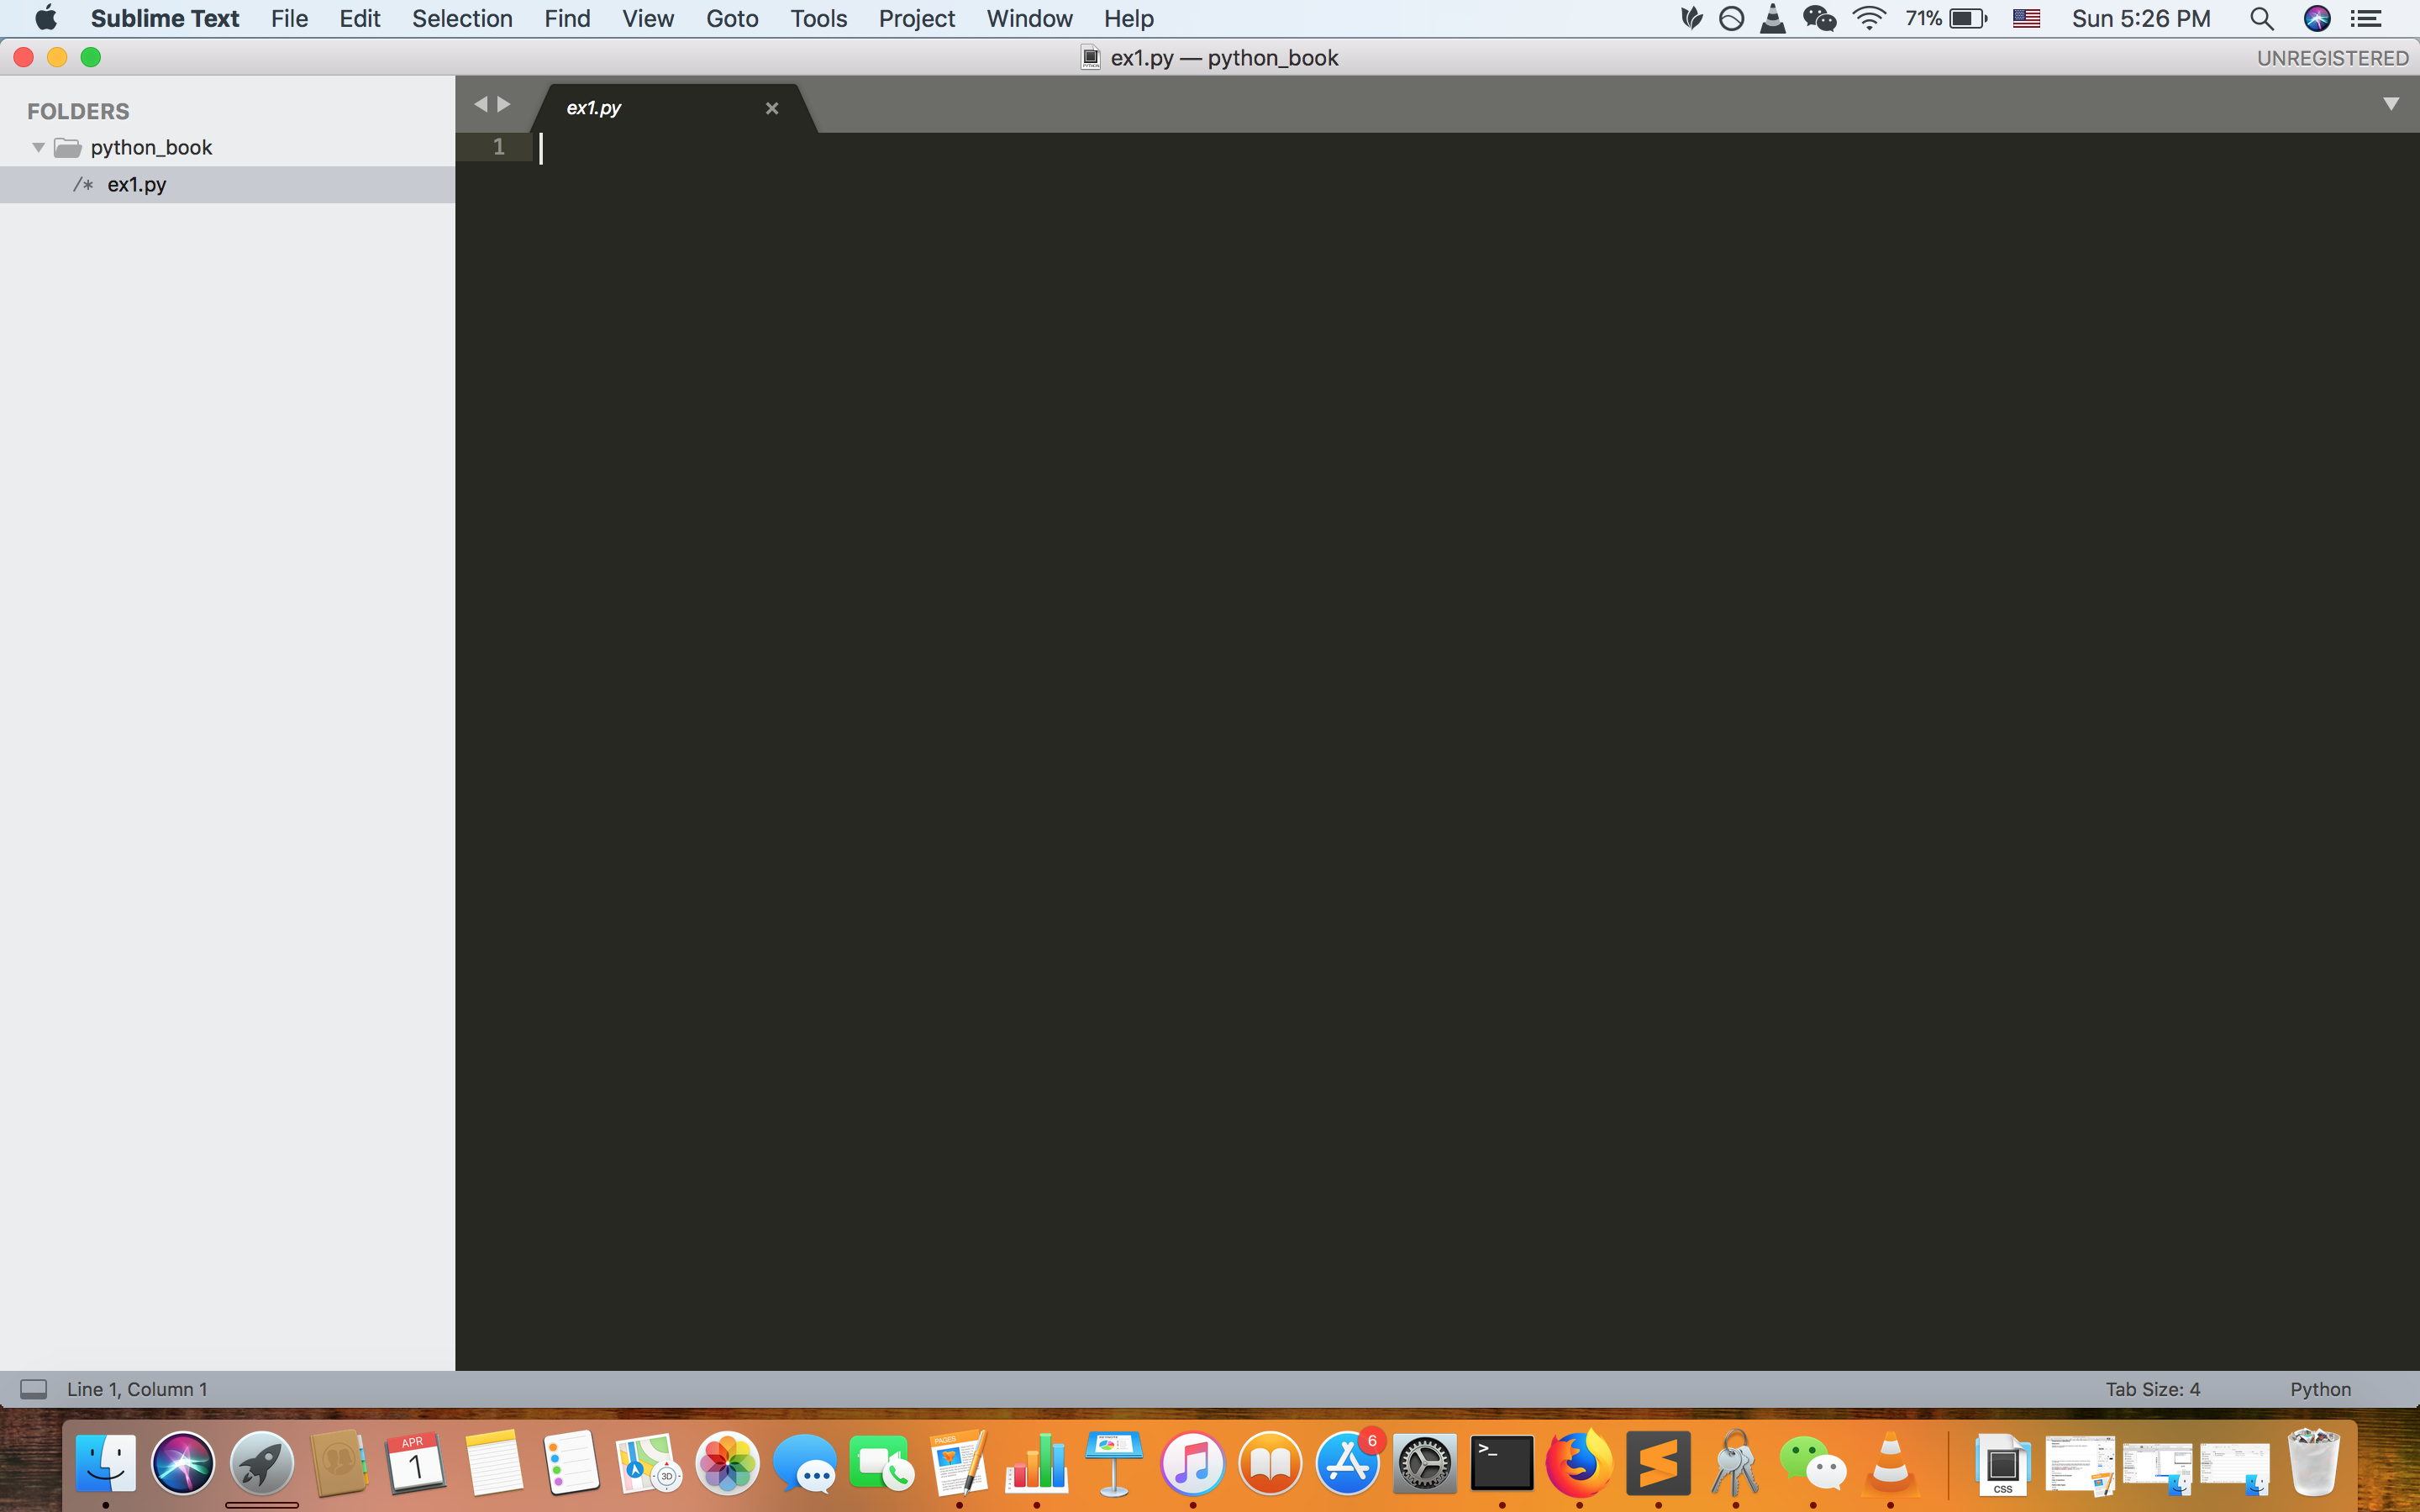 Sublime Text File Edit Selection Find View Goto Tools Project Window Help 71% Sun 5:26 PM
ex1.py — python_book UNREGISTERED
FOLDERS
python_book
/* ex1.py
ex1.py ×
1
Line 1, Column 1 Tab Size: 4 Python
APR
1
3D
PAGES
6
>_
CSS